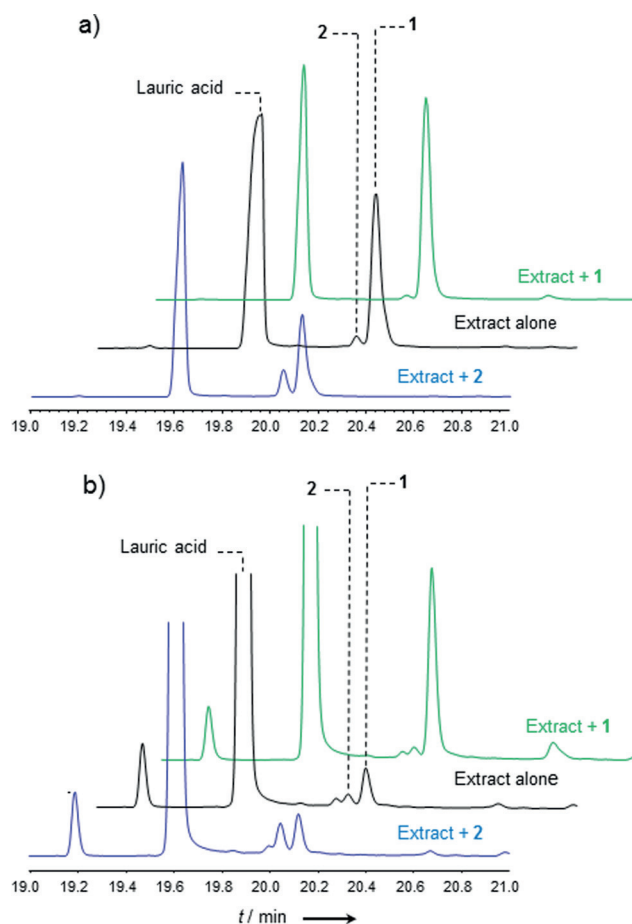 a)
2
1
Lauric acid
Extract + 1
Extract alone
Extract + 2
19.0 19.2 19.4 19.6 19.8 20.0 20.2 20.4 20.6 20.8 21.0
b)
2
1
Lauric acid
Extract + 1
Extract alone
Extract + 2
19.0 19.2 19.4 19.6 19.8 20.0 20.2 20.4 20.6 20.8 21.0
t / min